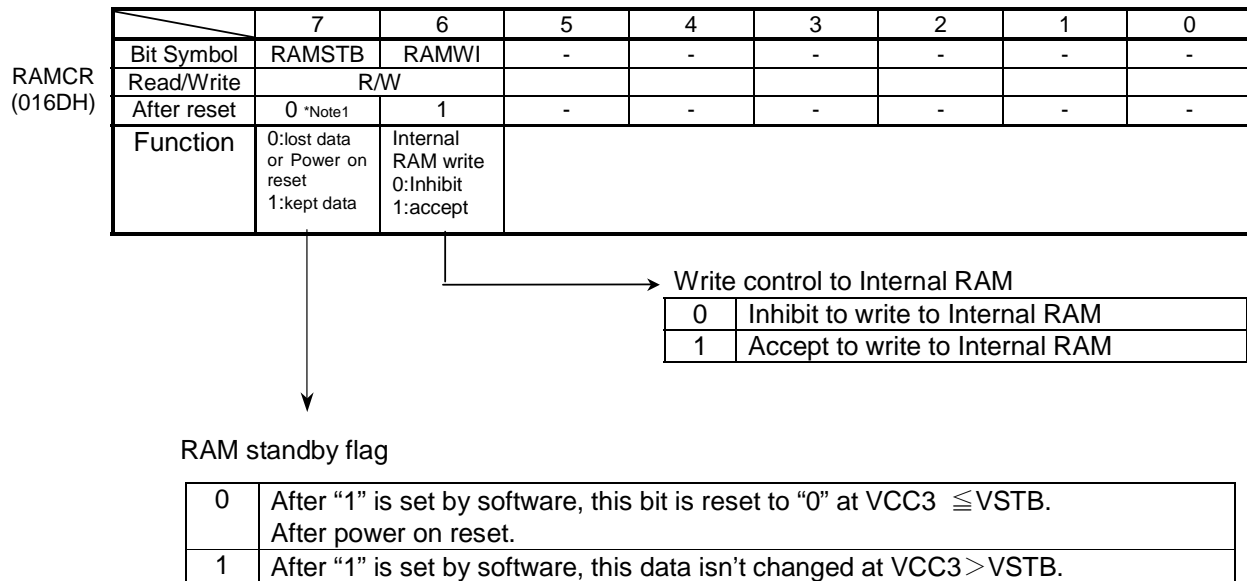 7 6 5 4 3 2 1 0
Bit Symbol RAMSTB RAMWI - - - - - -
RAMCR
(016DH)
Read/Write R/W
After reset 0 *Note1 1 - - - - - -
Function
0:lost data
or Power on
reset
1:kept data
Internal
RAM write
0:Inhibit
1:accept
Write control to Internal RAM
0 Inhibit to write to Internal RAM
1 Accept to write to Internal RAM
RAM standby flag
0 After “1” is set by software, this bit is reset to “0” at VCC3 ≦VSTB.
After power on reset.
1 After “1” is set by software, this data isn't changed at VCC3＞VSTB.